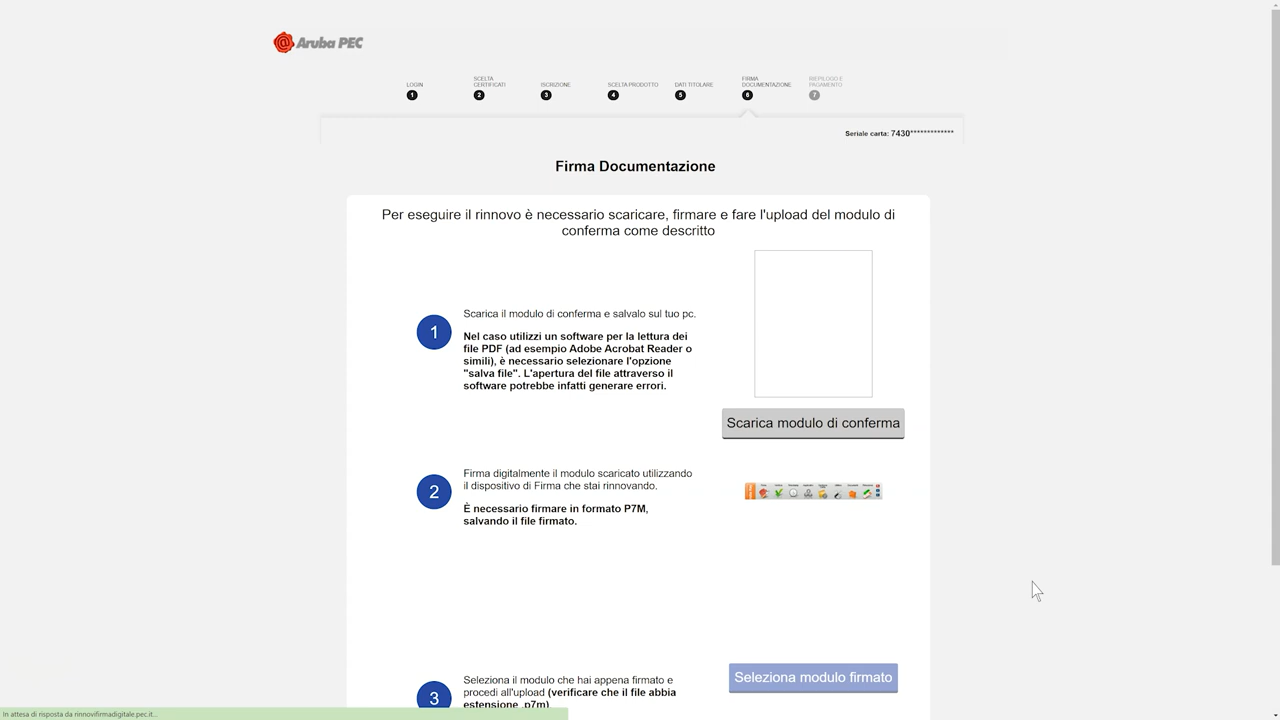 Aruba PEC
LOGIN
1
SCELTA
CERTIFICATI
2
ISCRIZIONE
3
SCELTA PRODOTTO
4
DATI TITOLARE
5
FIRMA
DOCUMENTAZIONE
6
RIEPILOGO E
PAGAMENTO
7
Seriale carta: 7430*************
Firma Documentazione
Per eseguire il rinnovo è necessario scaricare, firmare e fare l'upload del modulo di
conferma come descritto
1
Scarica il modulo di conferma e salvalo sul tuo pc.
Nel caso utilizzi un software per la lettura dei
file PDF (ad esempio Adobe Acrobat Reader o
simili), è necessario selezionare l'opzione
"salva file". L'apertura del file attraverso il
software potrebbe infatti generare errori.
Scarica modulo di conferma
2
Firma digitalmente il modulo scaricato utilizzando
il dispositivo di Firma che stai rinnovando.
È necessario firmare in formato P7M,
salvando il file firmato.
3
Seleziona il modulo che hai appena firmato e
procedi all'upload (verificare che il file abbia
estensione .p7m)
Seleziona modulo firmato
In attesa di risposta da rinnovifirmadigitale.pec.it...